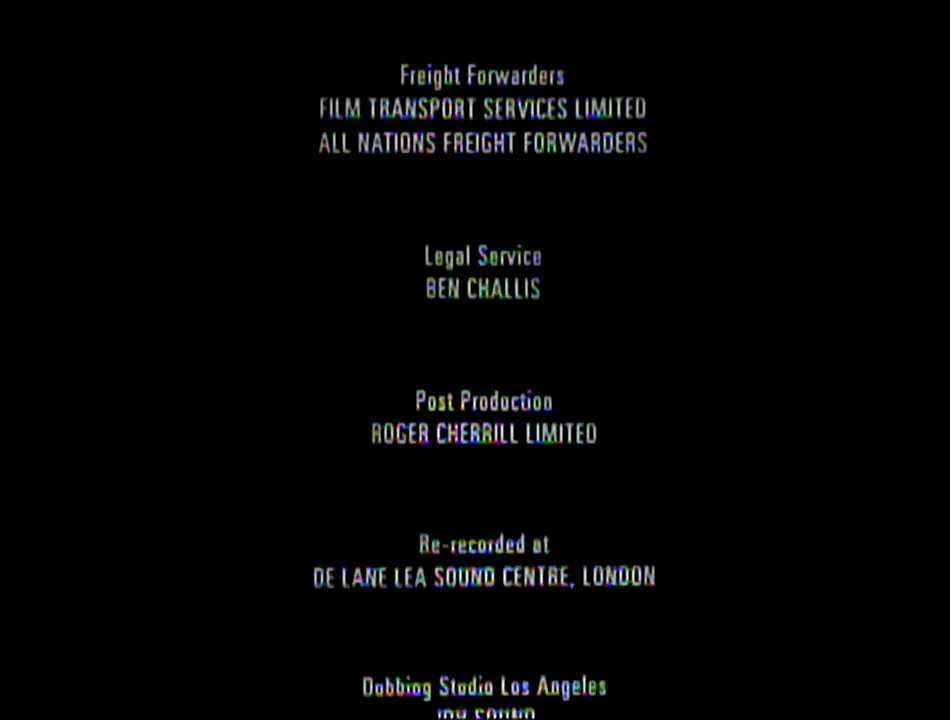 Freight Forwarders
FILM TRANSPORT SERVICES LIMITED
ALL NATIONS FREIGHT FORWARDERS
Legal Service
BEN CHALLIS
Post Production
ROGER CHERRILL LIMITED
Re-recorded at
DE LANE LEA SOUND CENTRE, LONDON
Dubbing Studio Los Angeles
SOUND